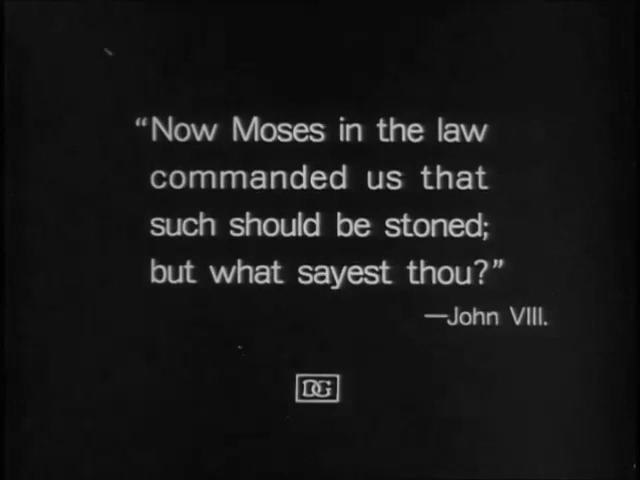 “Now Moses in the law
commanded us that
such should be stoned;
but what sayest thou?”
—John VIII.
DG